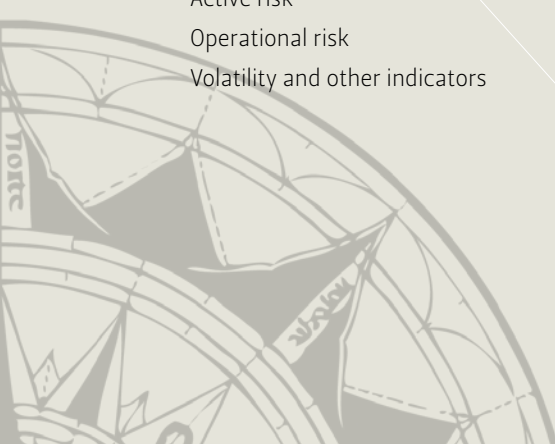 Active risk
Operational risk
Volatility and other indicators
norte